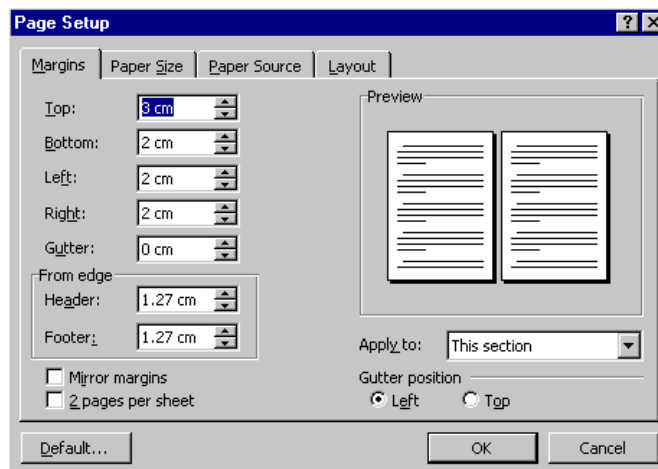 Page Setup
Margins Paper Size Paper Source Layout
Top: 3 cm
Bottom: 2 cm
Left: 2 cm
Right: 2 cm
Gutter: 0 cm
From edge
Header: 1.27 cm
Footer: 1.27 cm
Mirror margins
2 pages per sheet
Preview
Apply to: This section
Gutter position
Left Top
Default... OK Cancel